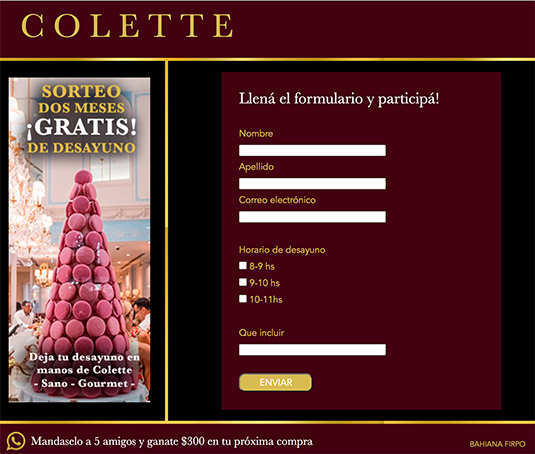 COLETTE
SORTEO
DOS MESES
¡GRATIS!
DE DESAYUNO
Deja tu desayuno en
manos de Colette
- Sano - Gourmet -
Llená el formulario y participá!
Nombre
Apellido
Correo electrónico
Horario de desayuno
8-9 hs
9-10 hs
10-11hs
Que incluir
ENVIAR
Mandaselo a 5 amigos y ganate $300 en tu próxima compra
BAHIANA FIRPO